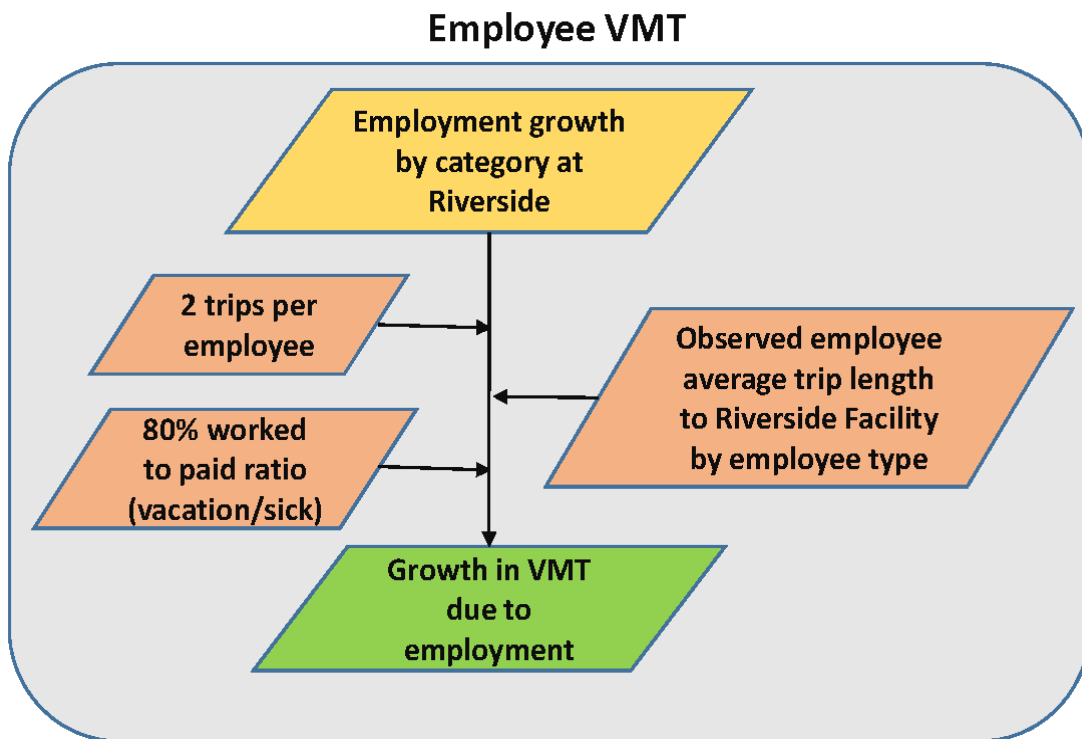 Employee VMT
Employment growth
by category at
Riverside
2 trips per
employee
Observed employee
average trip length
to Riverside Facility
by employee type
80% worked
to paid ratio
(vacation/sick)
Growth in VMT
due to
employment